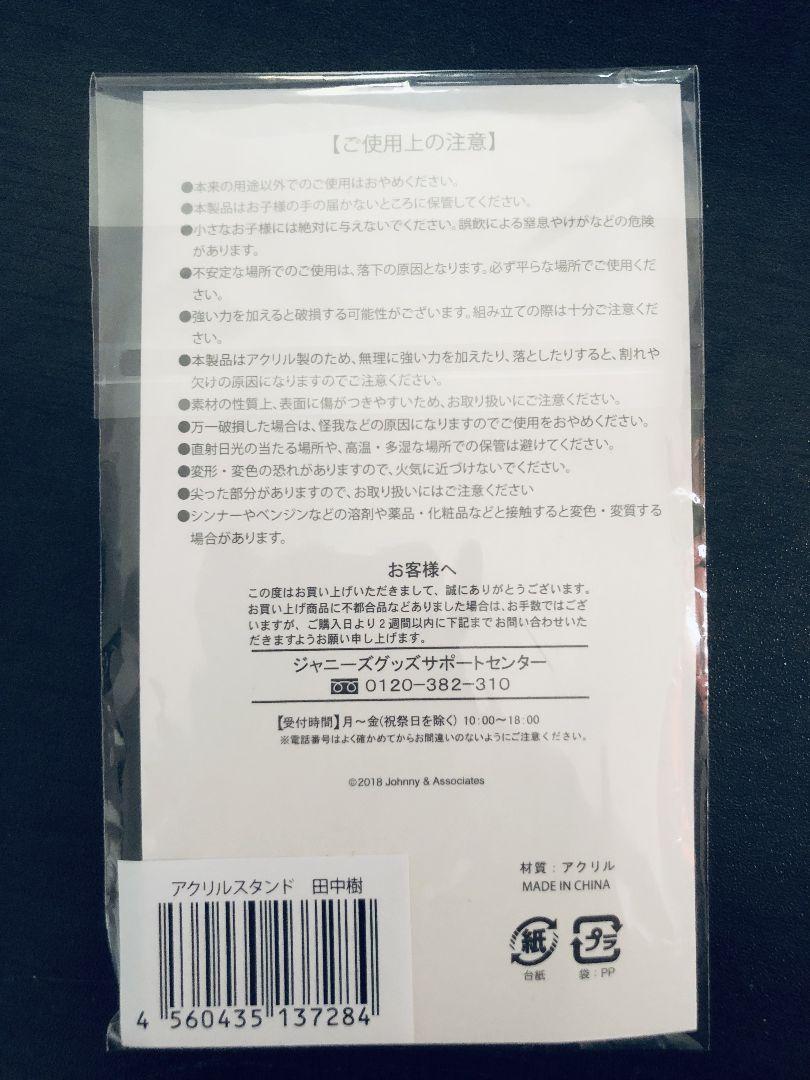 【ご使用上の注意】
●本来の用途以外でのご使用はおやめください。
●本製品はお子様の手の届かないところに保管してください。
●小さなお子様には絶対に与えないでください。誤飲による窒息やけがなどの危険
があります。
●不安定な場所でのご使用は、落下の原因となります。必ず平らな場所でご使用くだ
さい。
●強い力を加えると破損する可能性がございます。組み立ての際は十分ご注意くだ
さい。
●本製品はアクリル製のため、無理に強い力を加えたり、落としたりすると、割れや
欠けの原因になりますのでご注意ください。
●素材の性質上、表面に傷がつきやすいため、お取り扱いにご注意ください。
●万一破損した場合は、怪我などの原因になりますのでご使用をおやめください。
●直射日光の当たる場所や、高温・多湿な場所での保管は避けてください。
●変形・変色の恐れがありますので、火気に近づけないでください。
●尖った部分がありますので、お取り扱いにはご注意ください
●シンナーやベンジンなどの溶剤や薬品・化粧品などと接触すると変色・変質する
場合があります。
お客様へ
この度はお買い上げいただきまして、誠にありがとうございます。
お買い上げ商品に不都合品などありました場合は、お手数ではござ
いますが、ご購入日より2週間以内に下記までお問い合わせいた
だきますようお願い申し上げます。
ジャニーズグッズサポートセンター
0120-382-310
【受付時間】月～金(祝祭日を除く) 10:00～18:00
※電話番号はよく確かめてからお間違いのないようにご注意ください。
©2018 Johnny & Associates
材質：アクリル
MADE IN CHINA
紙 プラ
台紙 袋：PP
アクリルスタンド 田中樹
4 560435 137284